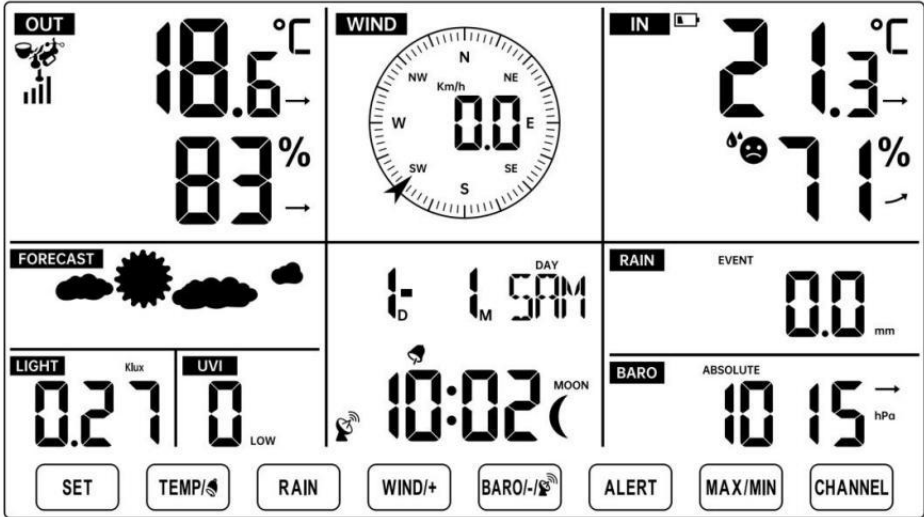 OUT
18.6 °C
83 %
WIND
N
NW NE
Km/h
W 0.0 E
SW SE
S
IN
21.3 °C
71 %
FORECAST
DAY
1D- 1M SAM
RAIN EVENT
0.0 mm
LIGHT Klux
0.27
UVI
0 LOW
10:02 MOON
BARO ABSOLUTE
1015 hPa
SET TEMP/ RAIN WIND/+ BARO/-/ ALERT MAX/MIN CHANNEL